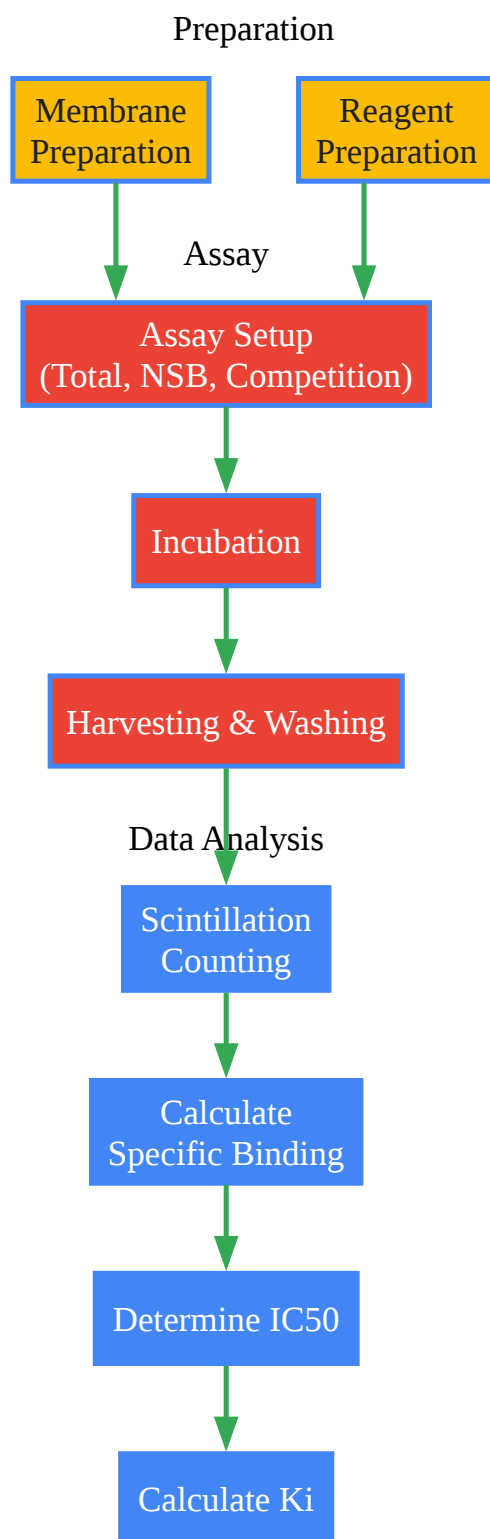 Preparation
Membrane
Preparation
Reagent
Preparation
Assay
Assay Setup
(Total, NSB, Competition)
Incubation
Harvesting & Washing
Data Analysis
Scintillation
Counting
Calculate
Specific Binding
Determine IC50
Calculate Ki